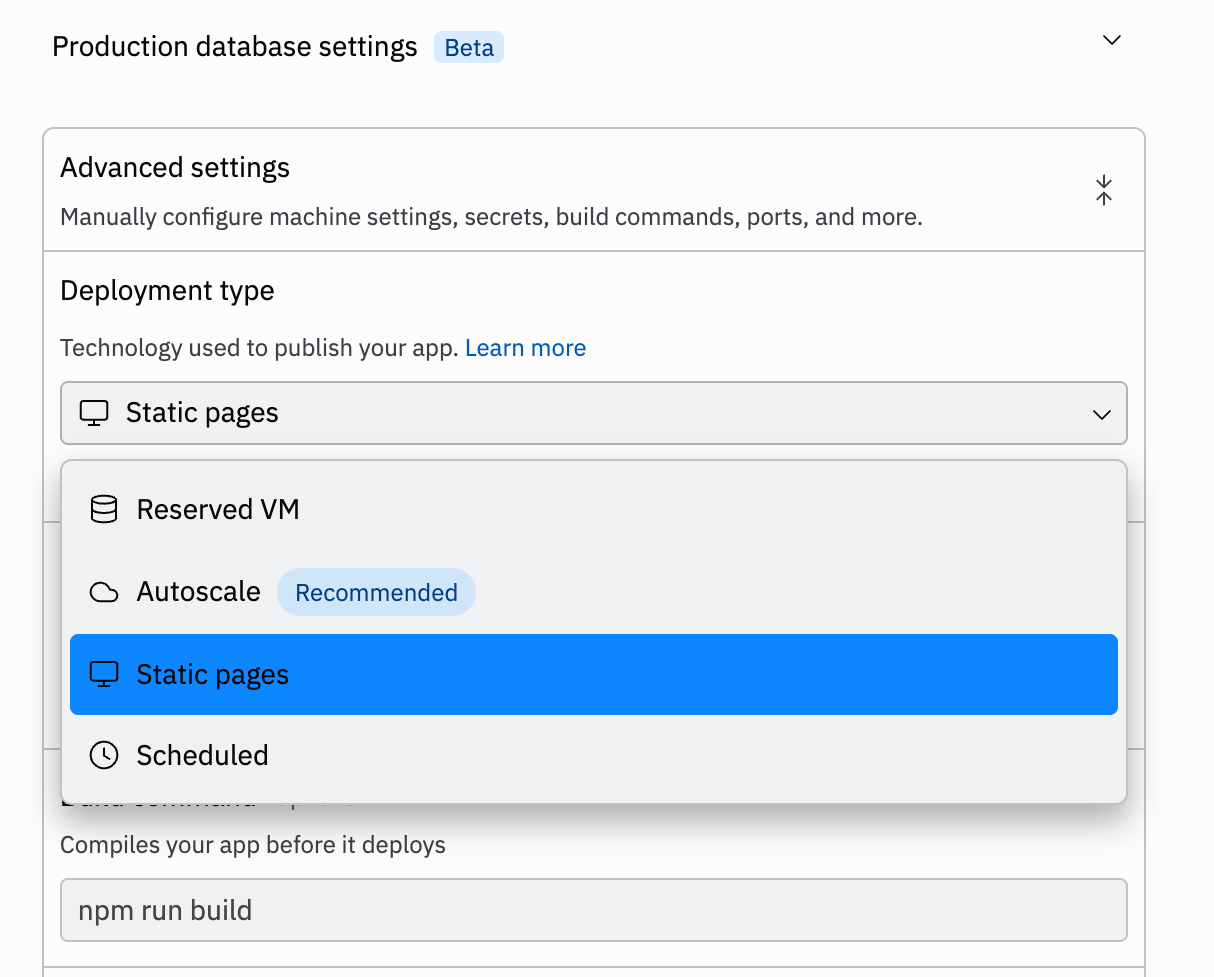 Production database settings Beta
Advanced settings
Manually configure machine settings, secrets, build commands, ports, and more.
Deployment type
Technology used to publish your app. Learn more
Static pages
Reserved VM
Autoscale Recommended
Static pages
Scheduled
Compiles your app before it deploys
npm run build